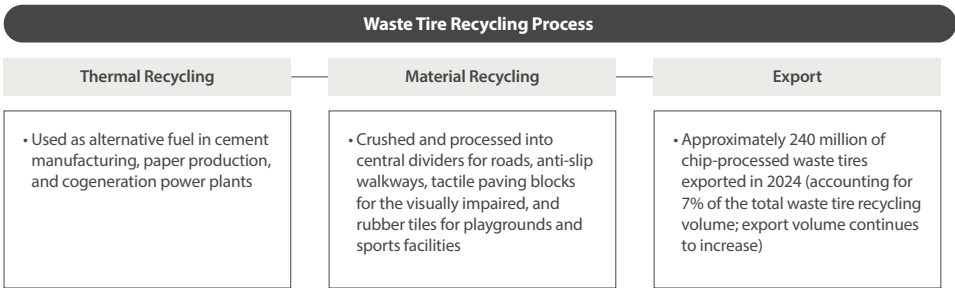 Waste Tire Recycling Process
Thermal Recycling
• Used as alternative fuel in cement
manufacturing, paper production,
and cogeneration power plants
Material Recycling
• Crushed and processed into
central dividers for roads, anti-slip
walkways, tactile paving blocks
for the visually impaired, and
rubber tiles for playgrounds and
sports facilities
Export
• Approximately 240 million of
chip-processed waste tires
exported in 2024 (accounting for
7% of the total waste tire recycling
volume; export volume continues
to increase)